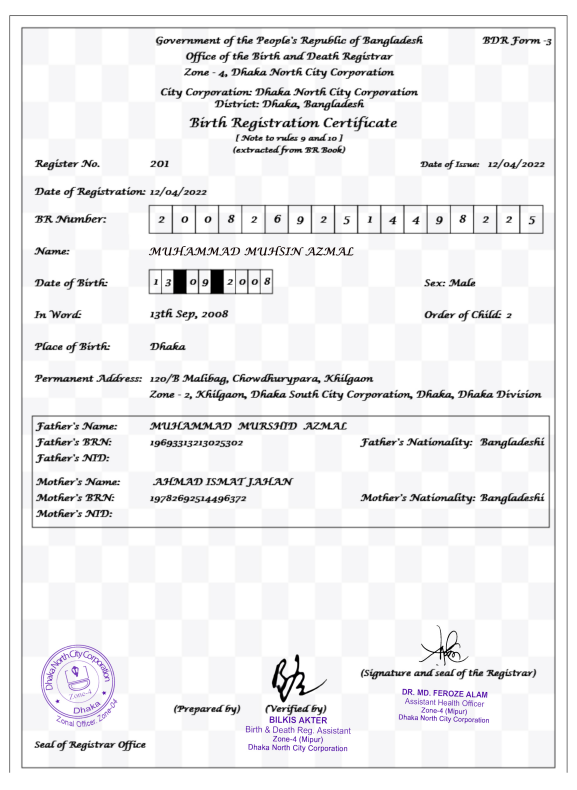 Government of the People's Republic of Bangladesh BDR Form -3
Office of the Birth and Death Registrar
Zone - 4, Dhaka North City Corporation
City Corporation: Dhaka North City Corporation
District: Dhaka, Bangladesh
Birth Registration Certificate
[ Note to rules 9 and 10 ]
(extracted from BR Book)
Register No. 201 Date of Issue: 12/04/2022
Date of Registration: 12/04/2022
BR Number: 2 0 0 8 2 6 9 2 5 1 4 4 9 8 2 2 5
Name: MUHAMMAD MUHSIN AZMAL
Date of Birth: 1 3 0 9 2 0 0 8 Sex: Male
In Word: 13th Sep, 2008 Order of Child: 2
Place of Birth: Dhaka
Permanent Address: 120/B Malibag, Chowdhurypara, Khilgaon
Zone - 2, Khilgaon, Dhaka South City Corporation, Dhaka, Dhaka Division
Father's Name: MUHAMMAD MURSHID AZMAL
Father's BRN: 19693313213025302 Father's Nationality: Bangladeshi
Father's NID:
Mother's Name: AHMAD ISMAT JAHAN
Mother's BRN: 19782692514496372 Mother's Nationality: Bangladeshi
Mother's NID:
Dhaka North City Corporation
Zone-4
Dhaka
Zonal Officer, Zone-04
Seal of Registrar Office
(Prepared by)
(Verified by)
BILKIS AKTER
Birth & Death Reg. Assistant
Zone-4 (Mipur)
Dhaka North City Corporation
(Signature and seal of the Registrar)
DR. MD. FEROZE ALAM
Assistant Health Officer
Zone-4 (Mipur)
Dhaka North City Corporation